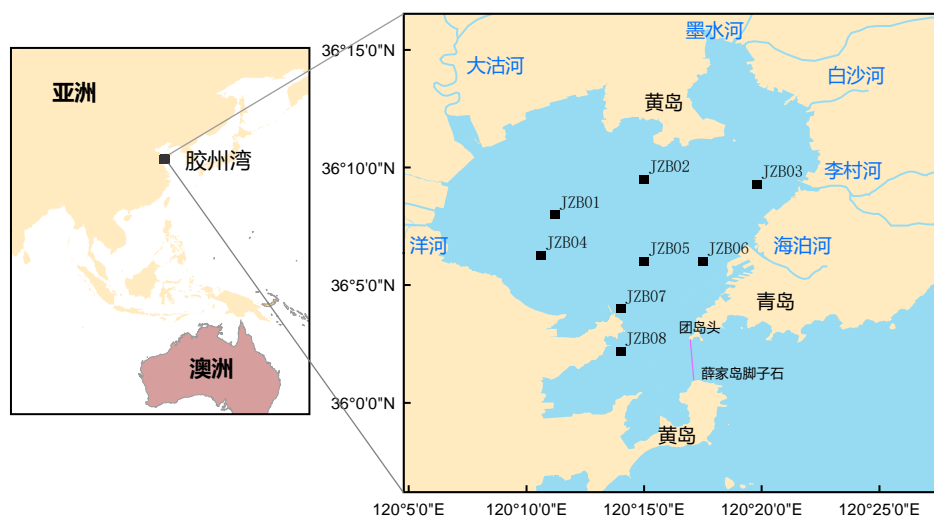 亚洲
胶州湾
澳洲
36°15'0"N
36°10'0"N
36°5'0"N
36°0'0"N
墨水河
大沽河
白沙河
黄岛
JZB02
JZB03
李村河
JZB01
洋河
JZB04
JZB05
JZB06
海泊河
JZB07
青岛
团岛头
JZB08
薛家岛脚子石
黄岛
120°5'0"E
120°10'0"E
120°15'0"E
120°20'0"E
120°25'0"E